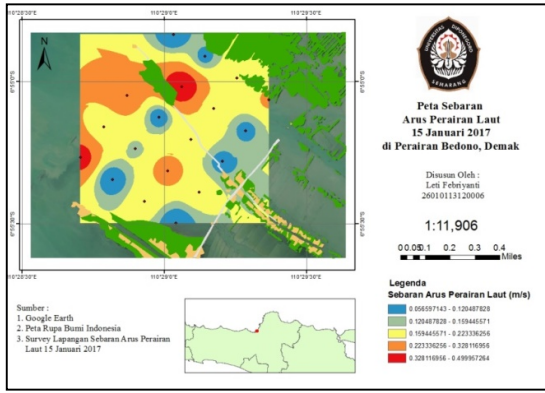 110°28'30"E
110°29'0"E
110°29'30"E
N
UNIVERSITAS DIPONEGORO
SEMARANG
Peta Sebaran
Arus Perairan Laut
15 Januari 2017
di Perairan Bedono, Demak
Disusun Oleh :
Leti Febriyanti
26010113120006
1:11,906
0 0.05 0.1 0.2 0.3 0.4
Miles
Legenda
Sebaran Arus Perairan Laut (m/s)
0.056597143 - 0.120487828
0.120487828 - 0.159445571
0.159445571 - 0.223336256
0.223336256 - 0.328116956
0.328116956 - 0.499957264
110°28'30"E
110°29'0"E
110°29'30"E
Sumber :
1. Google Earth
2. Peta Rupa Bumi Indonesia
3. Survey Lapangan Sebaran Arus Perairan
Laut 15 Januari 2017